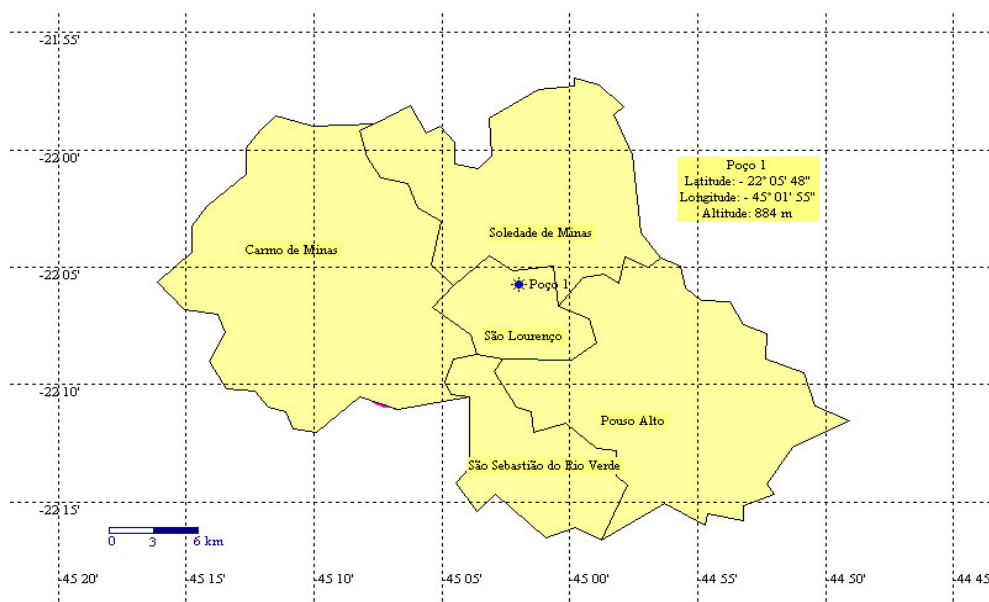 -21 55'
-22 00'
Poço 1
Latitude: - 22° 05' 48"
Longitude: - 45° 01' 55"
Altitude: 884 m
Soledade de Minas
Carmo de Minas
-22 05'
Poço 1
São Lourenço
-22 10'
Pouso Alto
São Sebastião do Rio Verde
-22 15'
0 3 6 km
-45 20' -45 15' -45 10' -45 05' -45 00' -44 55' -44 50' -44 45